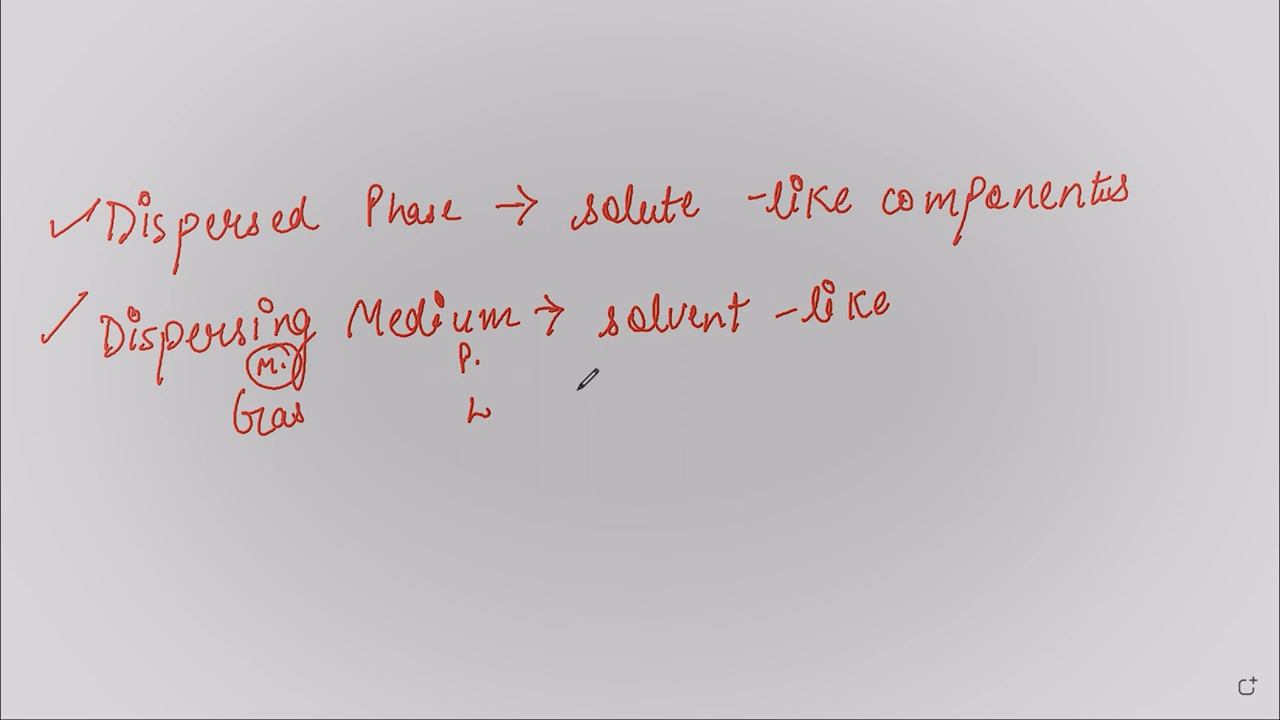 Dispersed Phase → solute -like components
Dispersing Medium → solvent -like
M. P.
Gas L